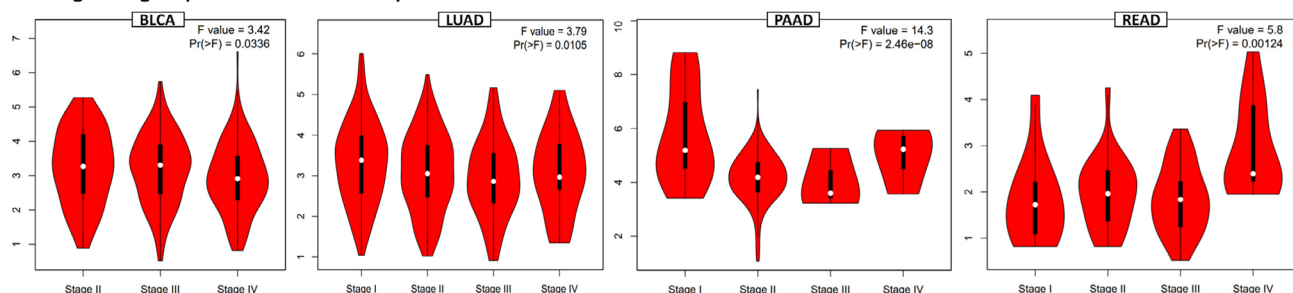 BLCA
F value = 3.42
Pr(>F) = 0.0336
7
6
5
4
3
2
1
Stage II
Stage III
Stage IV
LUAD
F value = 3.79
Pr(>F) = 0.0105
6
5
4
3
2
1
Stage I
Stage II
Stage III
Stage IV
PAAD
F value = 14.3
Pr(>F) = 2.46e−08
10
8
6
4
2
Stage I
Stage II
Stage III
Stage IV
READ
F value = 5.8
Pr(>F) = 0.00124
5
4
3
2
1
Stage I
Stage II
Stage III
Stage IV